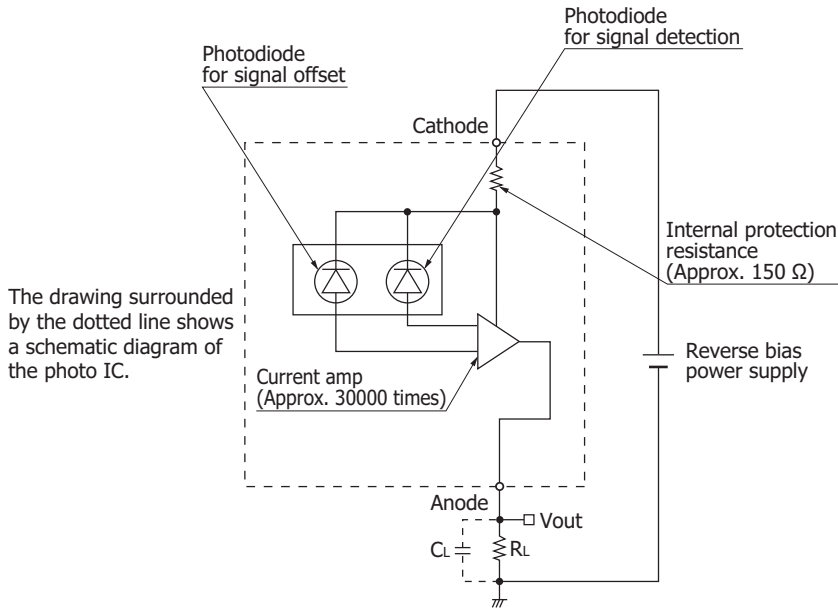 Photodiode
for signal detection
Photodiode
for signal offset
Cathode
Internal protection
resistance
(Approx. 150 Ω)
The drawing surrounded
by the dotted line shows
a schematic diagram of
the photo IC.
Reverse bias
power supply
Current amp
(Approx. 30000 times)
Anode
Vout
CL
RL